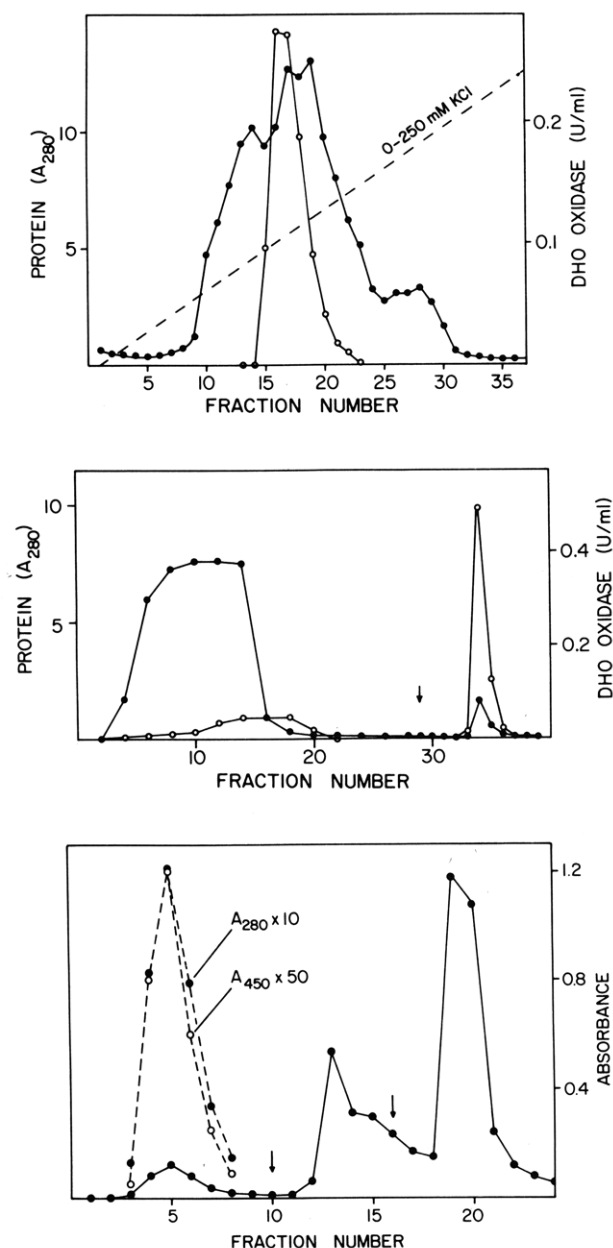 PROTEIN (A280)
10
5
0-250 mM KCl
0.2
0.1
DHO OXIDASE (U/ml)
5 10 15 20 25 30 35
FRACTION NUMBER
PROTEIN (A280)
10
5
0.4
0.2
DHO OXIDASE (U/ml)
10 20 30
FRACTION NUMBER
A280 x 10
A450 x 50
1.2
0.8
0.4
ABSORBANCE
5 10 15 20
FRACTION NUMBER